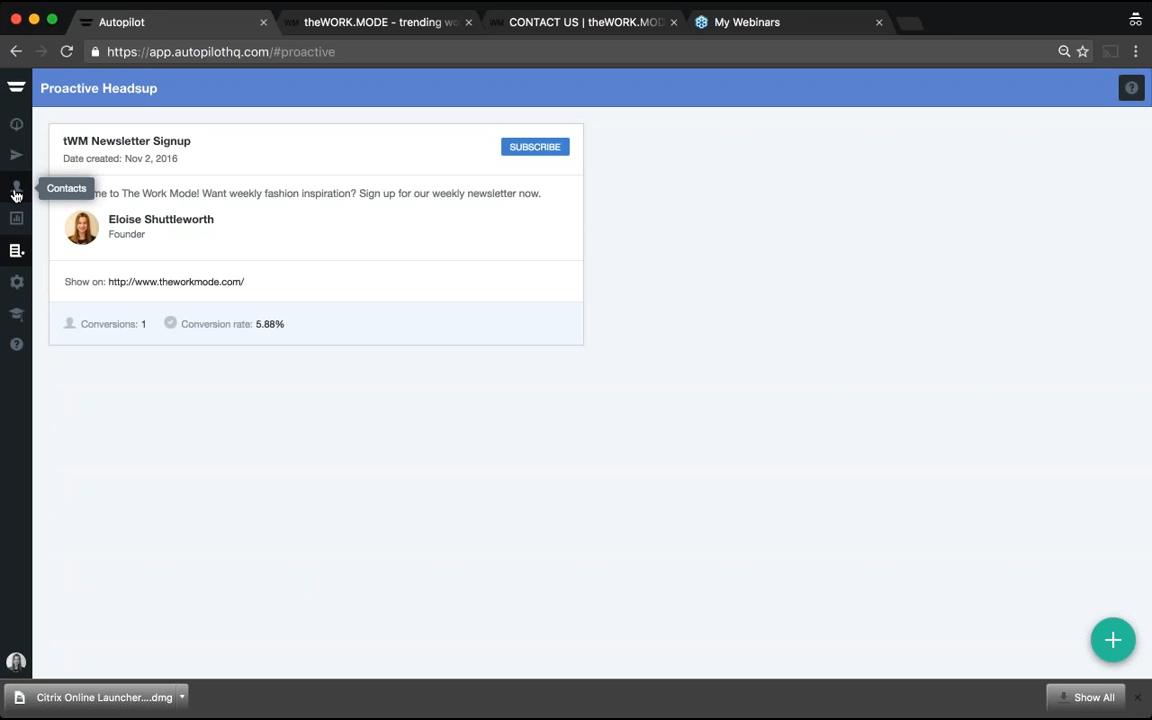 Autopilot
theWORK.MODE - trending wo
CONTACT US | theWORK.MOD
My Webinars
https://app.autopilothq.com/#proactive
Proactive Headsup
tWM Newsletter Signup
SUBSCRIBE
Date created: Nov 2, 2016
Contacts
me to The Work Mode! Want weekly fashion inspiration? Sign up for our weekly newsletter now.
Eloise Shuttleworth
Founder
Show on: http://www.theworkmode.com/
Conversions: 1 Conversion rate: 5.88%
Citrix Online Launcher....dmg
Show All